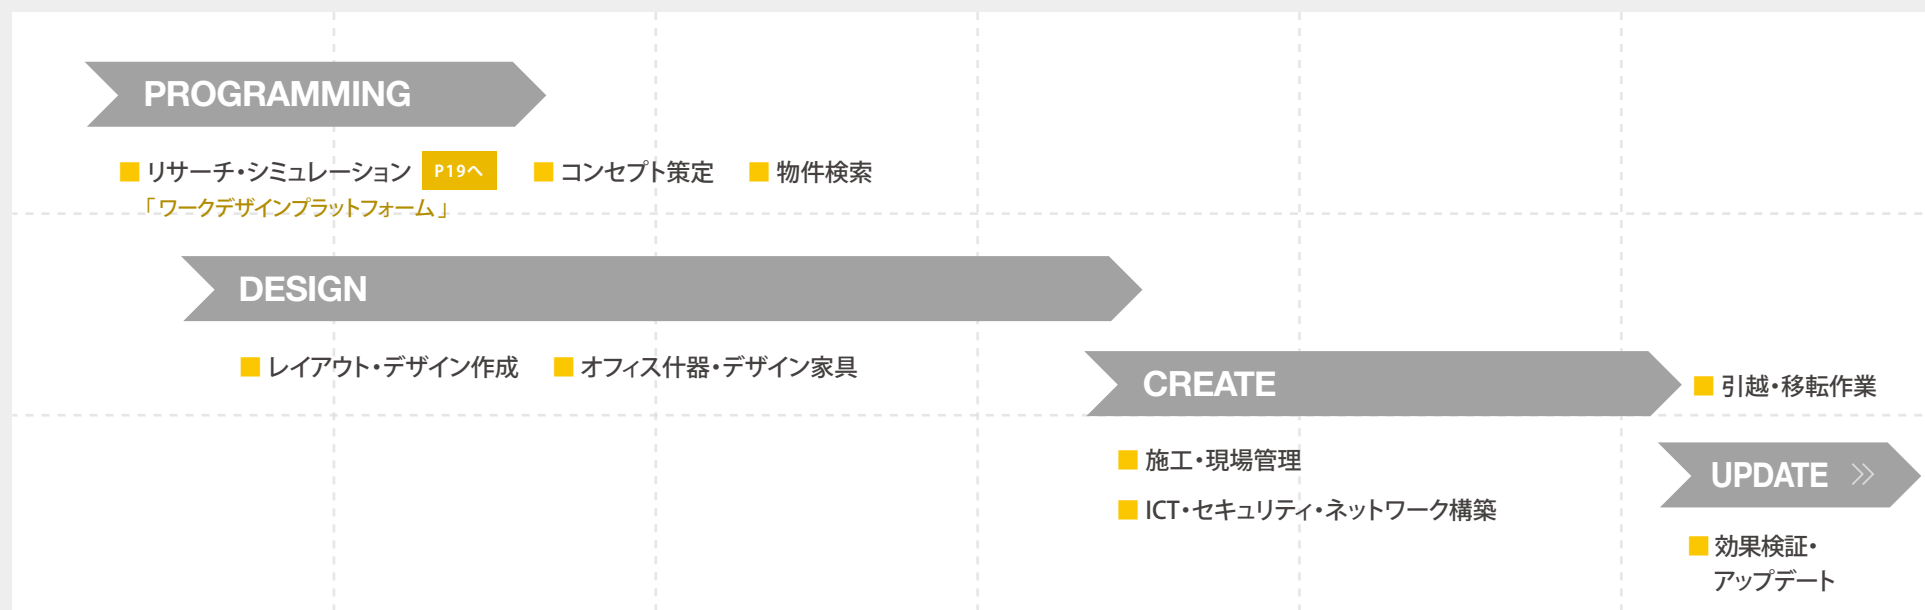 PROGRAMMING
■ リサーチ・シミュレーション P19へ ■ コンセプト策定 ■ 物件検索
「ワークデザインプラットフォーム」
DESIGN
■ レイアウト・デザイン作成 ■ オフィス什器・デザイン家具
CREATE
■ 引越・移転作業
■ 施工・現場管理
■ ICT・セキュリティ・ネットワーク構築
UPDATE
■ 効果検証・
アップデート